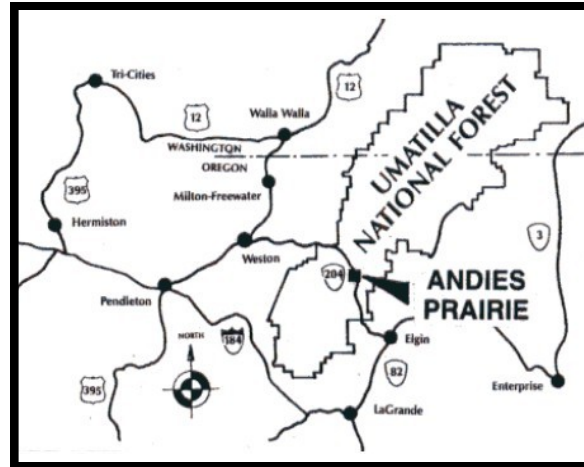 Tri-Cities
12
Walla Walla
12
WASHINGTON
OREGON
UMATILLA
NATIONAL FOREST
Milton-Freewater
395
Hermiston
3
Weston
204
ANDIES
PRAIRIE
Pendleton
NORTH
84
Elgin
395
82
Enterprise
LaGrande